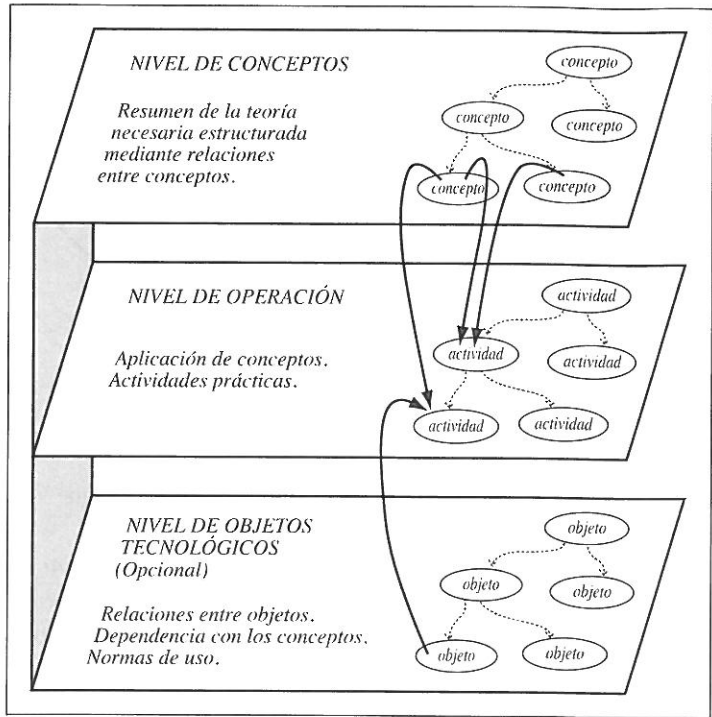 NIVEL DE CONCEPTOS
Resumen de la teoría
necesaria estructurada
mediante relaciones
entre conceptos.
concepto
concepto
concepto
concepto
concepto
NIVEL DE OPERACIÓN
Aplicación de conceptos.
Actividades prácticas.
actividad
actividad
actividad
actividad
actividad
NIVEL DE OBJETOS
TECNOLÓGICOS
(Opcional)
Relaciones entre objetos.
Dependencia con los conceptos.
Normas de uso.
objeto
objeto
objeto
objeto
objeto